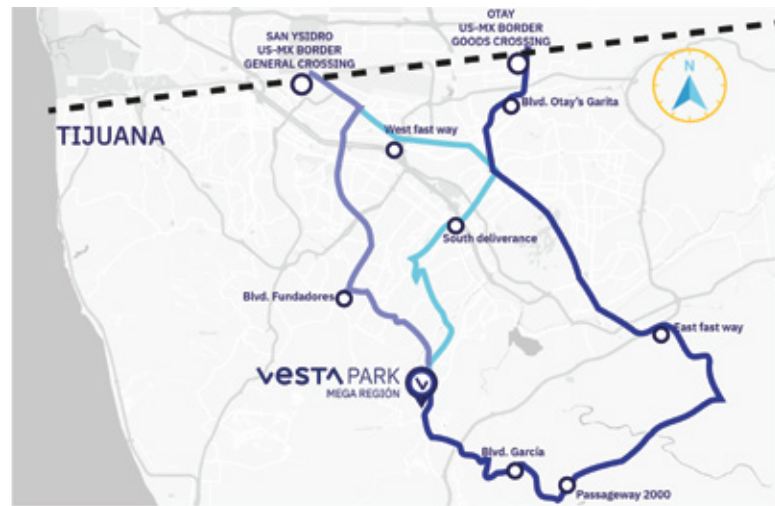 SAN YSIDRO
US-MX BORDER
GENERAL CROSSING
OTAY
US-MX BORDER
GOODS CROSSING
N
Blvd. Otay's Garita
TIJUANA
West fast way
South deliverance
Blvd. Fundadores
East fast way
VESTA PARK
MEGA REGIÓN
V
Blvd. García
Passageway 2000